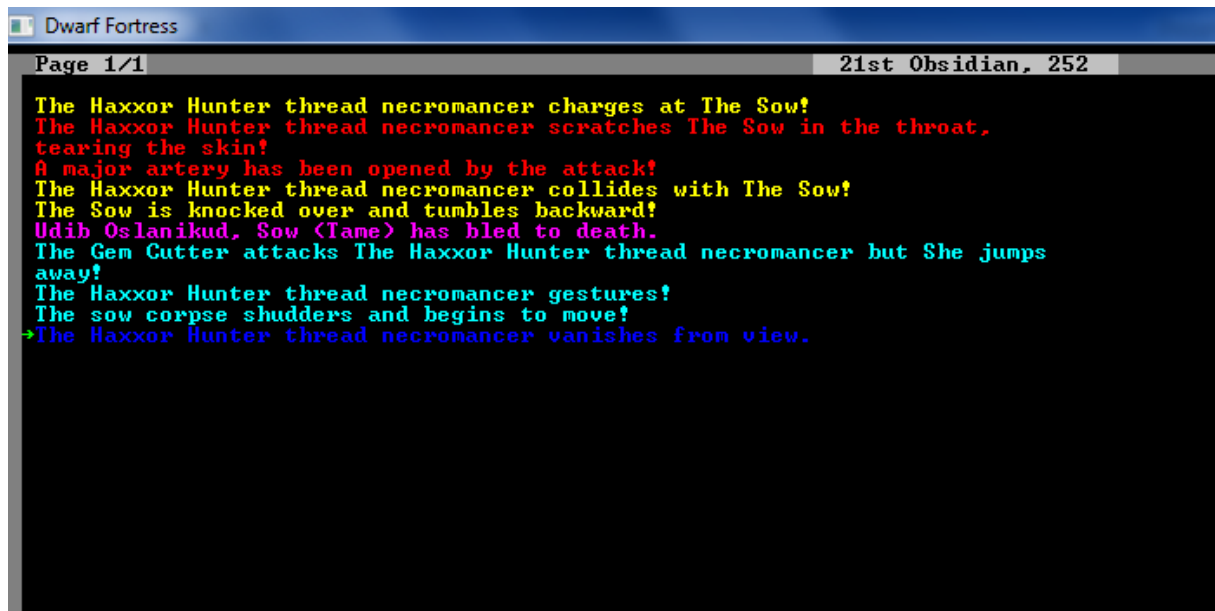 Dwarf Fortress
Page 1/1 21st Obsidian, 252
The Haxxor Hunter thread necromancer charges at The Sow!
The Haxxor Hunter thread necromancer scratches The Sow in the throat,
tearing the skin!
A major artery has been opened by the attack!
The Haxxor Hunter thread necromancer collides with The Sow!
The Sow is knocked over and tumbles backward!
Udib Oslanikud, Sow (Tame) has bled to death.
The Gem Cutter attacks The Haxxor Hunter thread necromancer but She jumps
away!
The Haxxor Hunter thread necromancer gestures!
The sow corpse shudders and begins to move!
→The Haxxor Hunter thread necromancer vanishes from view.